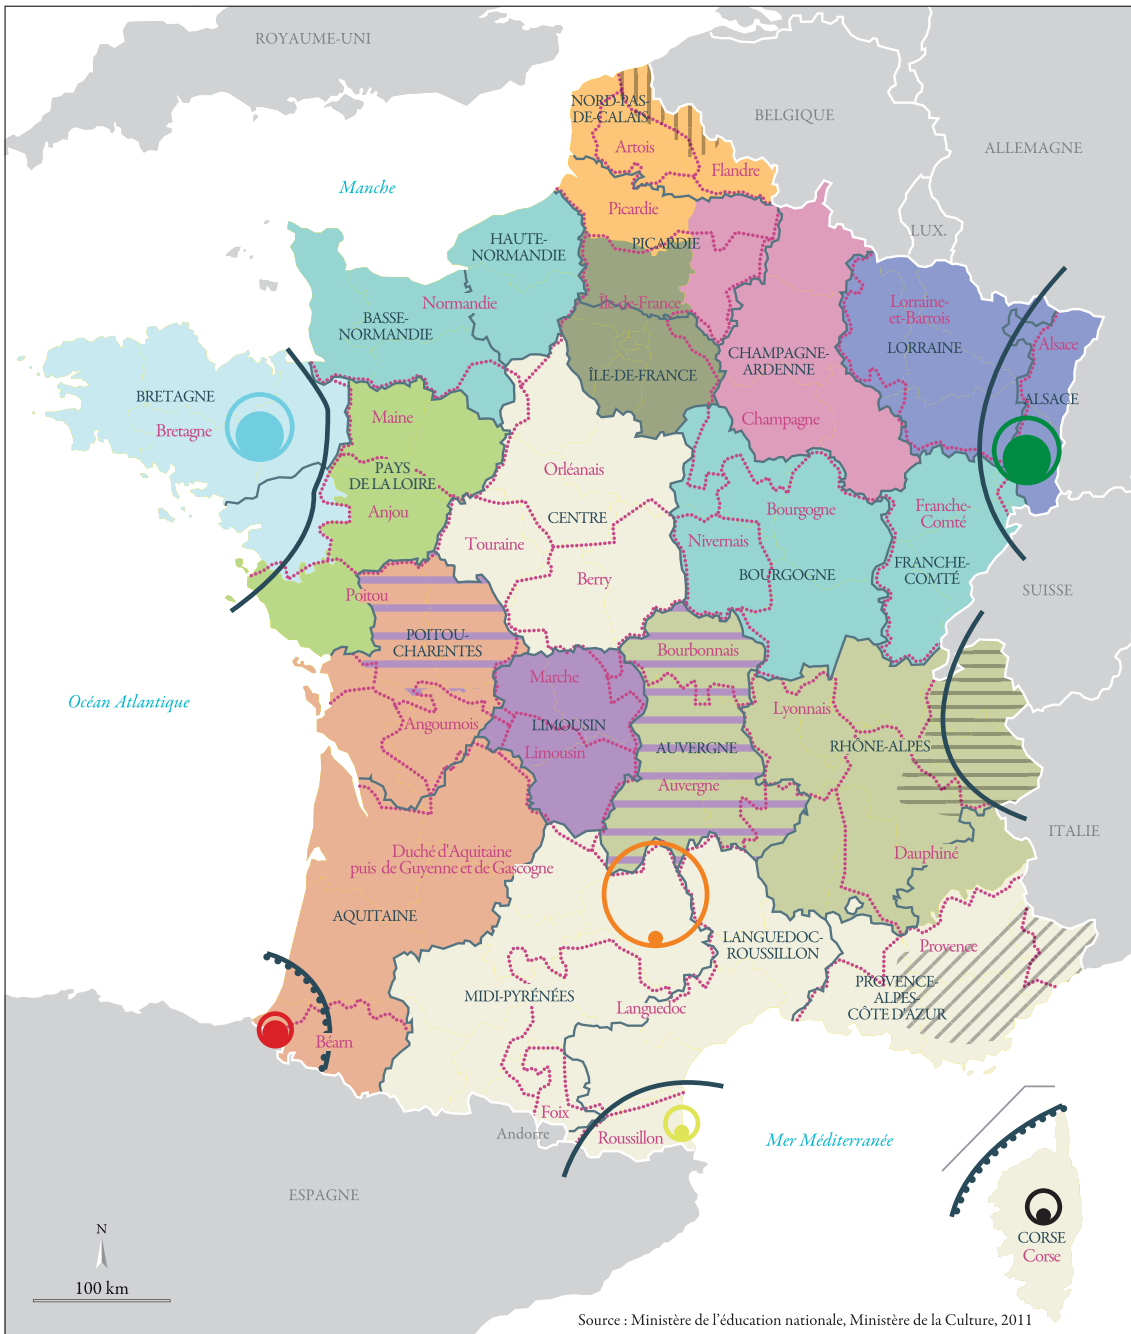 ROYAUME-UNI
BELGIQUE
ALLEMAGNE
LUX.
Manche
NORD-PAS-
DE-CALAIS
Artois
Flandre
Picardie
PICARDIE
HAUTE-
NORMANDIE
Normandie
BASSE-
NORMANDIE
Île-de-France
ÎLE-DE-FRANCE
Lorraine-
et-Barrois
LORRAINE
Alsace
ALSACE
CHAMPAGNE-
ARDENNE
Champagne
BRETAGNE
Bretagne
Maine
PAYS
DE LA LOIRE
Anjou
Orléanais
CENTRE
Touraine
Berry
Bourgogne
Nivernais
BOURGOGNE
Franche-
Comté
FRANCHE-
COMTÉ
SUISSE
Poitou
POITOU-
CHARENTES
Bourbonnais
Marche
LIMOUSIN
Limousin
Angoumois
AUVERGNE
Auvergne
Lyonnais
RHÔNE-ALPES
Océan Atlantique
ITALIE
Dauphiné
Duché d'Aquitaine
puis de Guyenne et de Gascogne
AQUITAINE
LANGUEDOC-
ROUSSILLON
Provence
PROVENCE-
ALPES-
CÔTE D'AZUR
MIDI-PYRÉNÉES
Languedoc
Béarn
Foix
Andorre
Roussillon
Mer Méditerranée
ESPAGNE
CORSE
Corse
N
100 km
Source : Ministère de l'éducation nationale, Ministère de la Culture, 2011